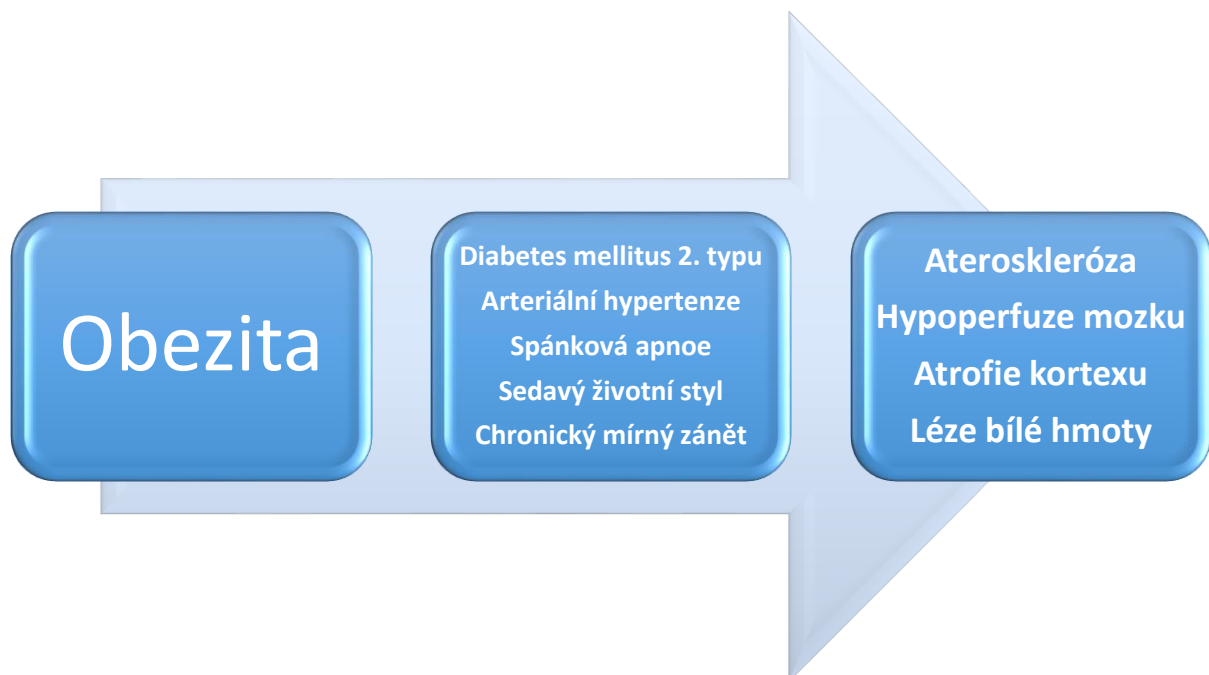 Obezita
Diabetes mellitus 2. typu
Arteriální hypertenze
Spánková apnoe
Sedavý životní styl
Chronický mírný zánět
Ateroskleróza
Hypoperfuze mozku
Atrofie kortexu
Léze bílé hmoty